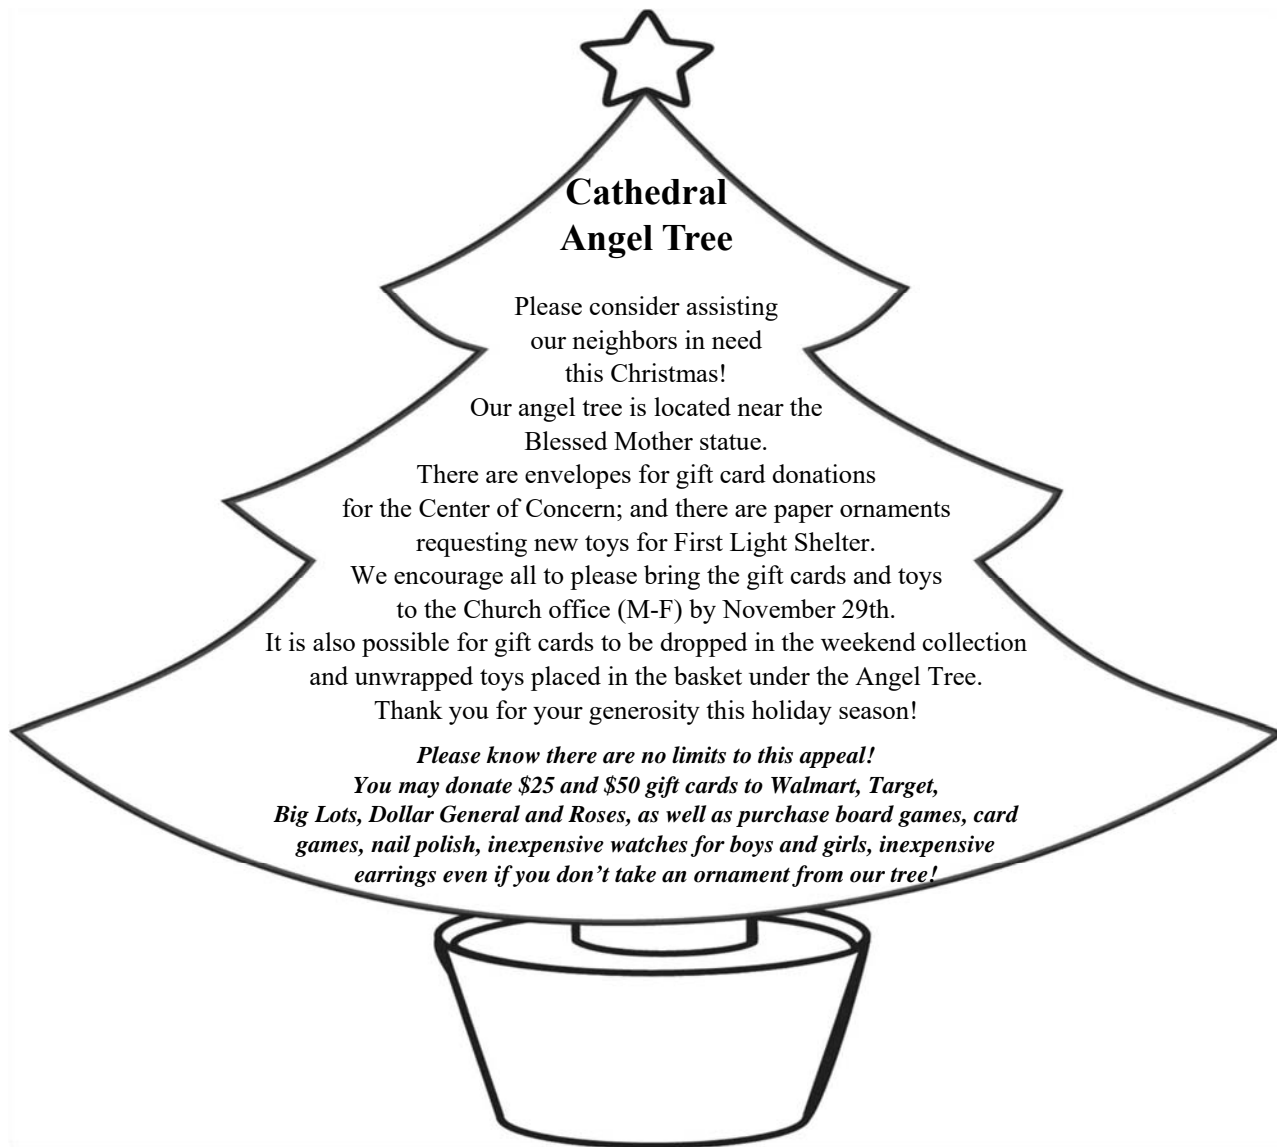 Cathedral
Angel Tree
Please consider assisting
our neighbors in need
this Christmas!
Our angel tree is located near the
Blessed Mother statue.
There are envelopes for gift card donations
for the Center of Concern; and there are paper ornaments
requesting new toys for First Light Shelter.
We encourage all to please bring the gift cards and toys
to the Church office (M-F) by November 29th.
It is also possible for gift cards to be dropped in the weekend collection
and unwrapped toys placed in the basket under the Angel Tree.
Thank you for your generosity this holiday season!
Please know there are no limits to this appeal!
You may donate $25 and $50 gift cards to Walmart, Target,
Big Lots, Dollar General and Roses, as well as purchase board games, card
games, nail polish, inexpensive watches for boys and girls, inexpensive
earrings even if you don’t take an ornament from our tree!